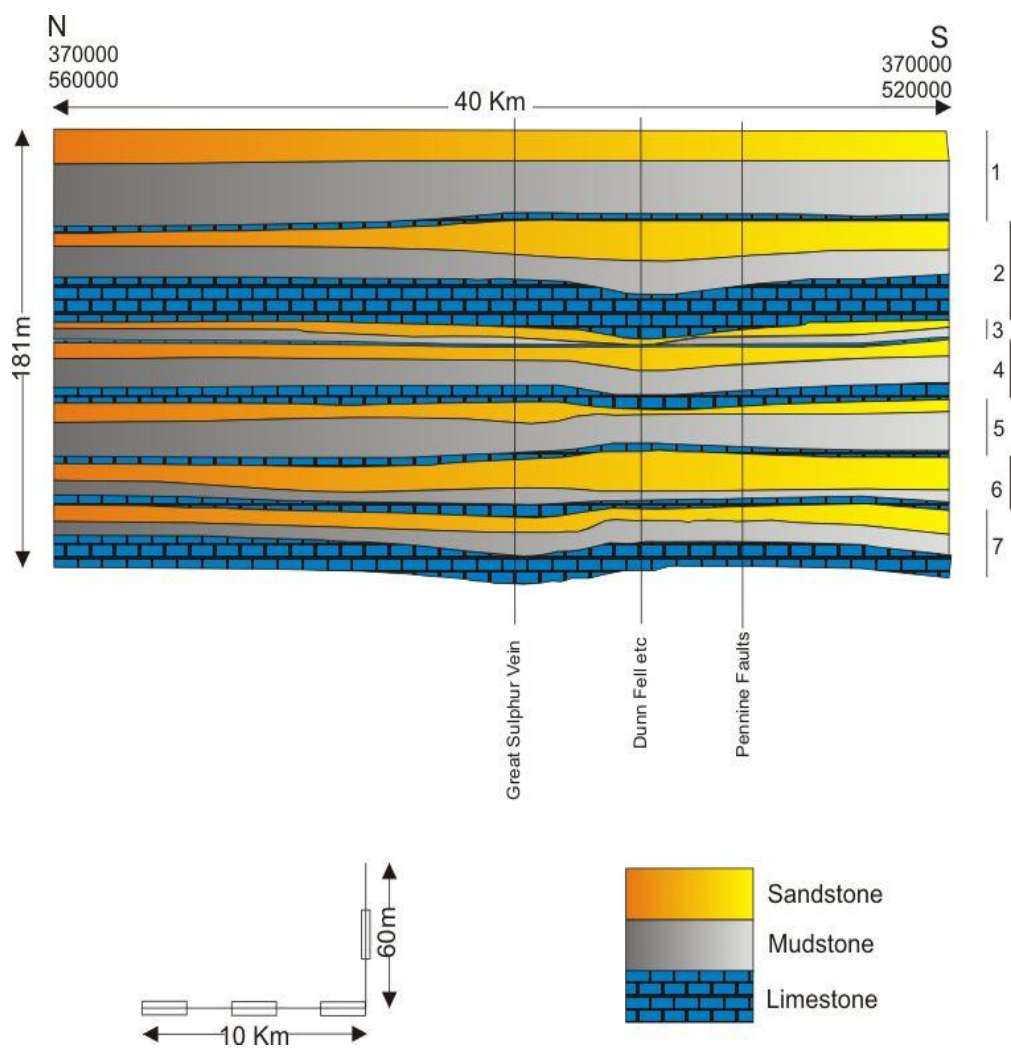 N
370000
560000
S
370000
520000
40 Km
181m
1
2
3
4
5
6
7
Great Sulphur Vein
Dunn Fell etc
Pennine Faults
60m
10 Km
Sandstone
Mudstone
Limestone